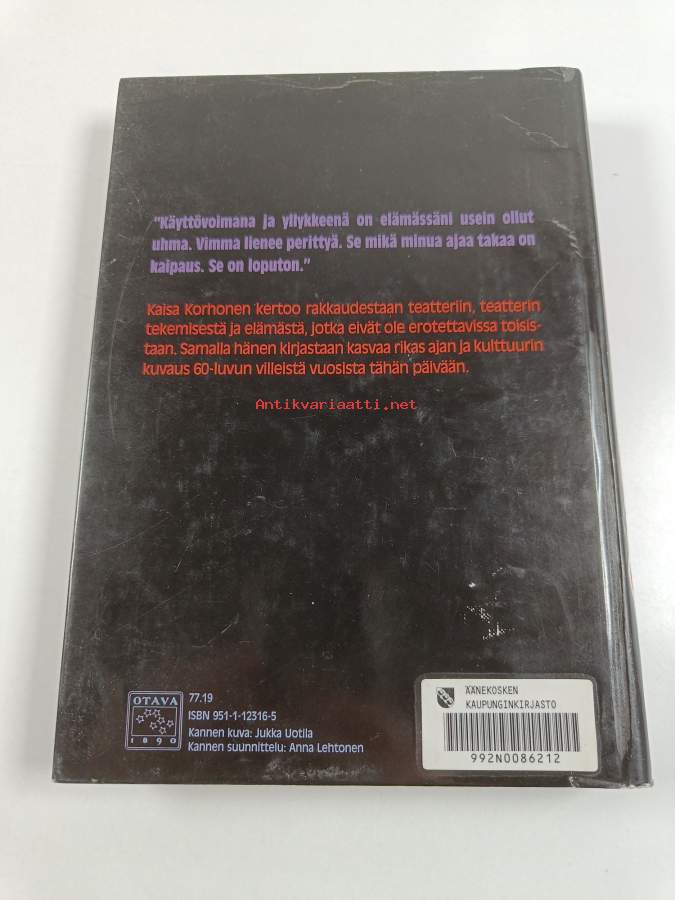 "Käyttövoimana ja yllykkeenä on elämässäni usein ollut
uhma. Vimma lienee perittyä. Se mikä minua ajaa takaa on
kaipaus. Se on loputon."
Kaisa Korhonen kertoo rakkaudestaan teatteriin, teatterin
tekemisestä ja elämästä, jotka eivät ole erotettavissa toisis-
taan. Samalla hänen kirjastaan kasvaa rikas ajan ja kulttuurin
kuvaus 60-luvun villeistä vuosista tähän päivään.
Antikvariaatti.net
OTAVA
1890
77.19
ISBN 951-1-12316-5
Kannen kuva: Jukka Uotila
Kannen suunnittelu: Anna Lehtonen
ÄÄNEKOSKEN
KAUPUNGINKIRJASTO
992N0086212